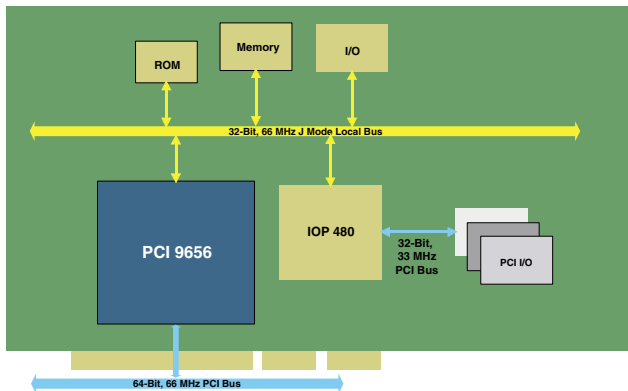 ROM
Memory
I/O
32-Bit, 66 MHz J Mode Local Bus
PCI 9656
IOP 480
32-Bit,
33 MHz
PCI Bus
PCI I/O
64-Bit, 66 MHz PCI Bus